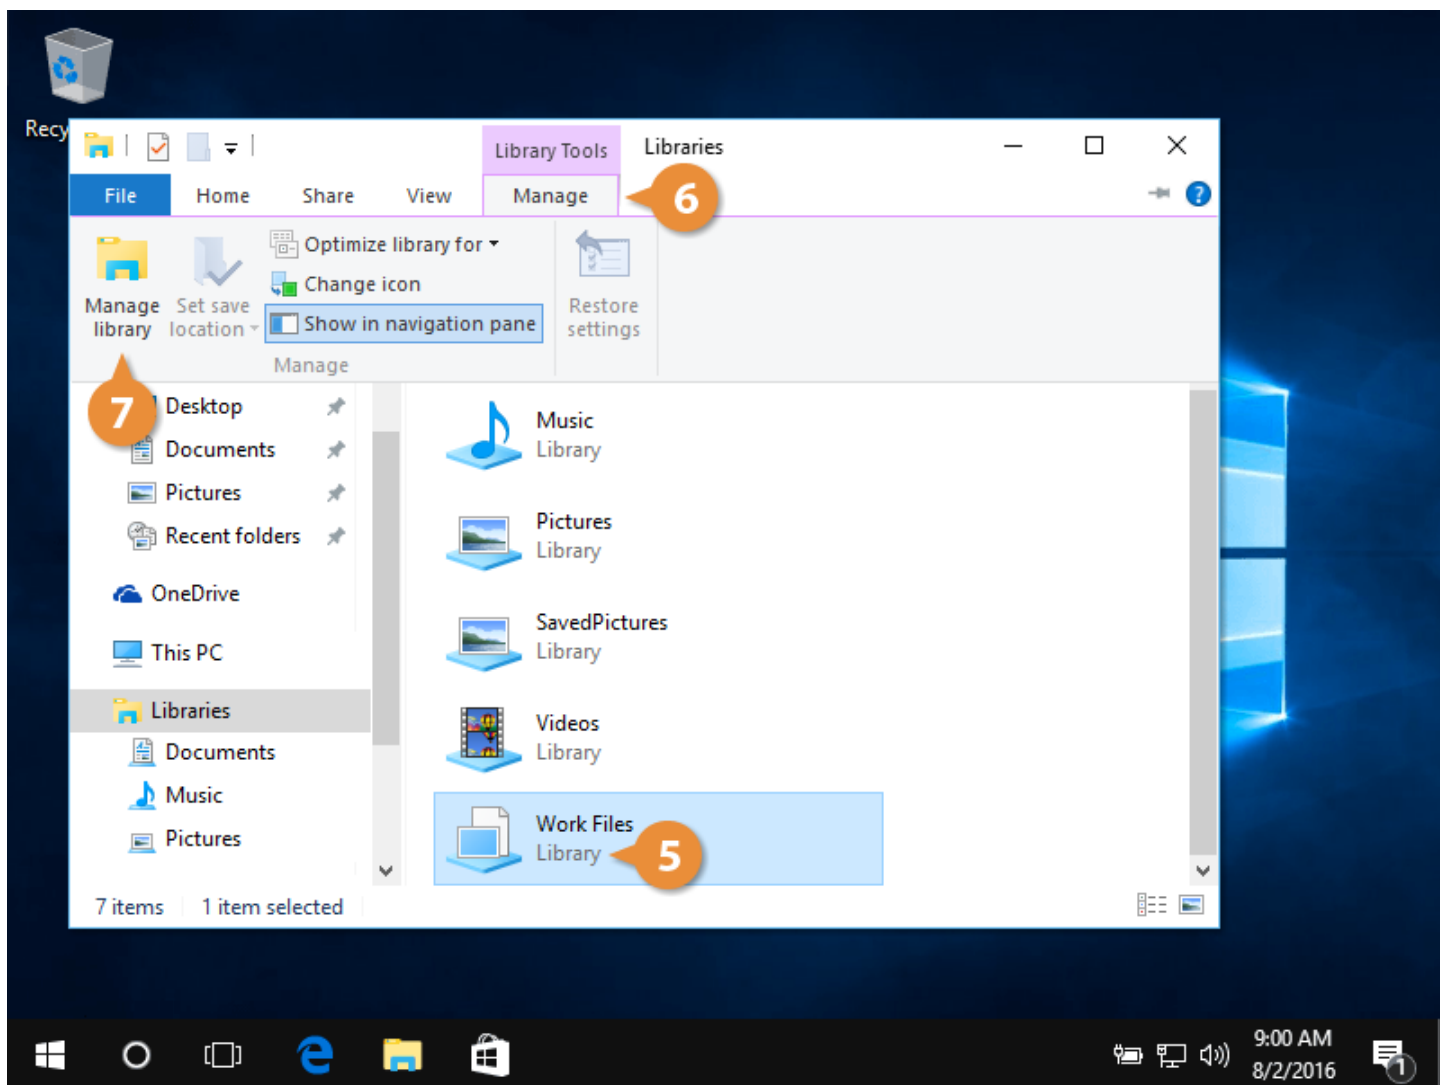 Recy
Library Tools
Libraries
File
Home
Share
View
Manage
6
?
Manage
library
Set save
location
Optimize library for
Change icon
Show in navigation pane
Restore
settings
Manage
7
Desktop
Documents
Pictures
Recent folders
OneDrive
This PC
Libraries
Documents
Music
Pictures
Music
Library
Pictures
Library
SavedPictures
Library
Videos
Library
Work Files
Library
5
7 items
1 item selected
9:00 AM
8/2/2016
1